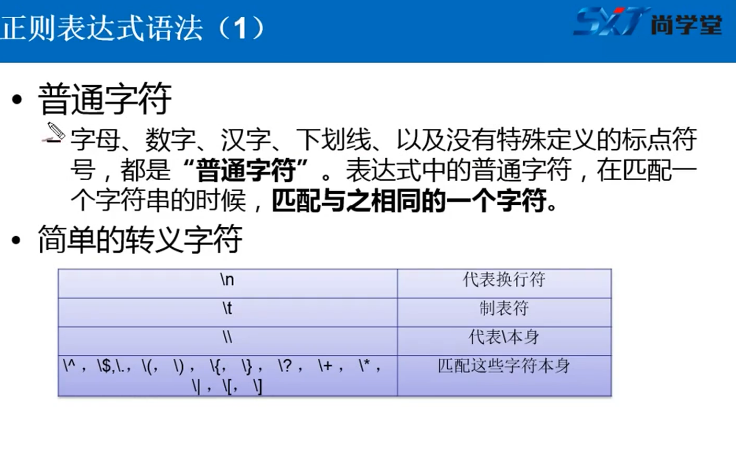 正则表达式语法（1）
SXT 尚学堂
• 普通字符
字母、数字、汉字、下划线、以及没有特殊定义的标点符
号，都是“普通字符”。表达式中的普通字符，在匹配一
个字符串的时候，匹配与之相同的一个字符。
• 简单的转义字符
\n 代表换行符
\t 制表符
\\ 代表\本身
\^ ， \$,\.， \(， \) ， \{， \} ， \? ， \+ ， \* ， 匹配这些字符本身
\| ， \[， \]